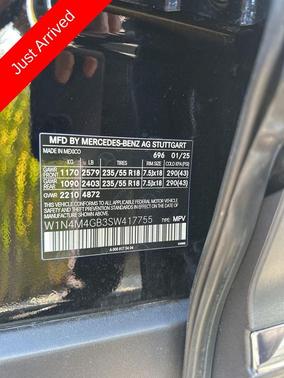 Just Arrived
MFD BY MERCEDES-BENZ AG STUTTGART
MADE IN MEXICO 696 01/25
KG LB TIRES RIM SIZE COLD KPA (PSI)
GAWR FRT 1170 2579 235/55 R18 7.5Jx18 290(43)
GAWR 1090 2403 235/55 R18 7.5Jx18 290(43)
GVWR 2210 4872
THIS VEHICLE CONFORMS TO ALL APPLICABLE
FEDERAL MOTOR VEHICLE SAFETY, BUMPER, AND
THEFT PREVENTION STANDARDS IN EFFECT ON THE
DATE OF MANUFACTURE SHOWN ABOVE.
W1N4M4GB3SW417755
TYPE: MPV